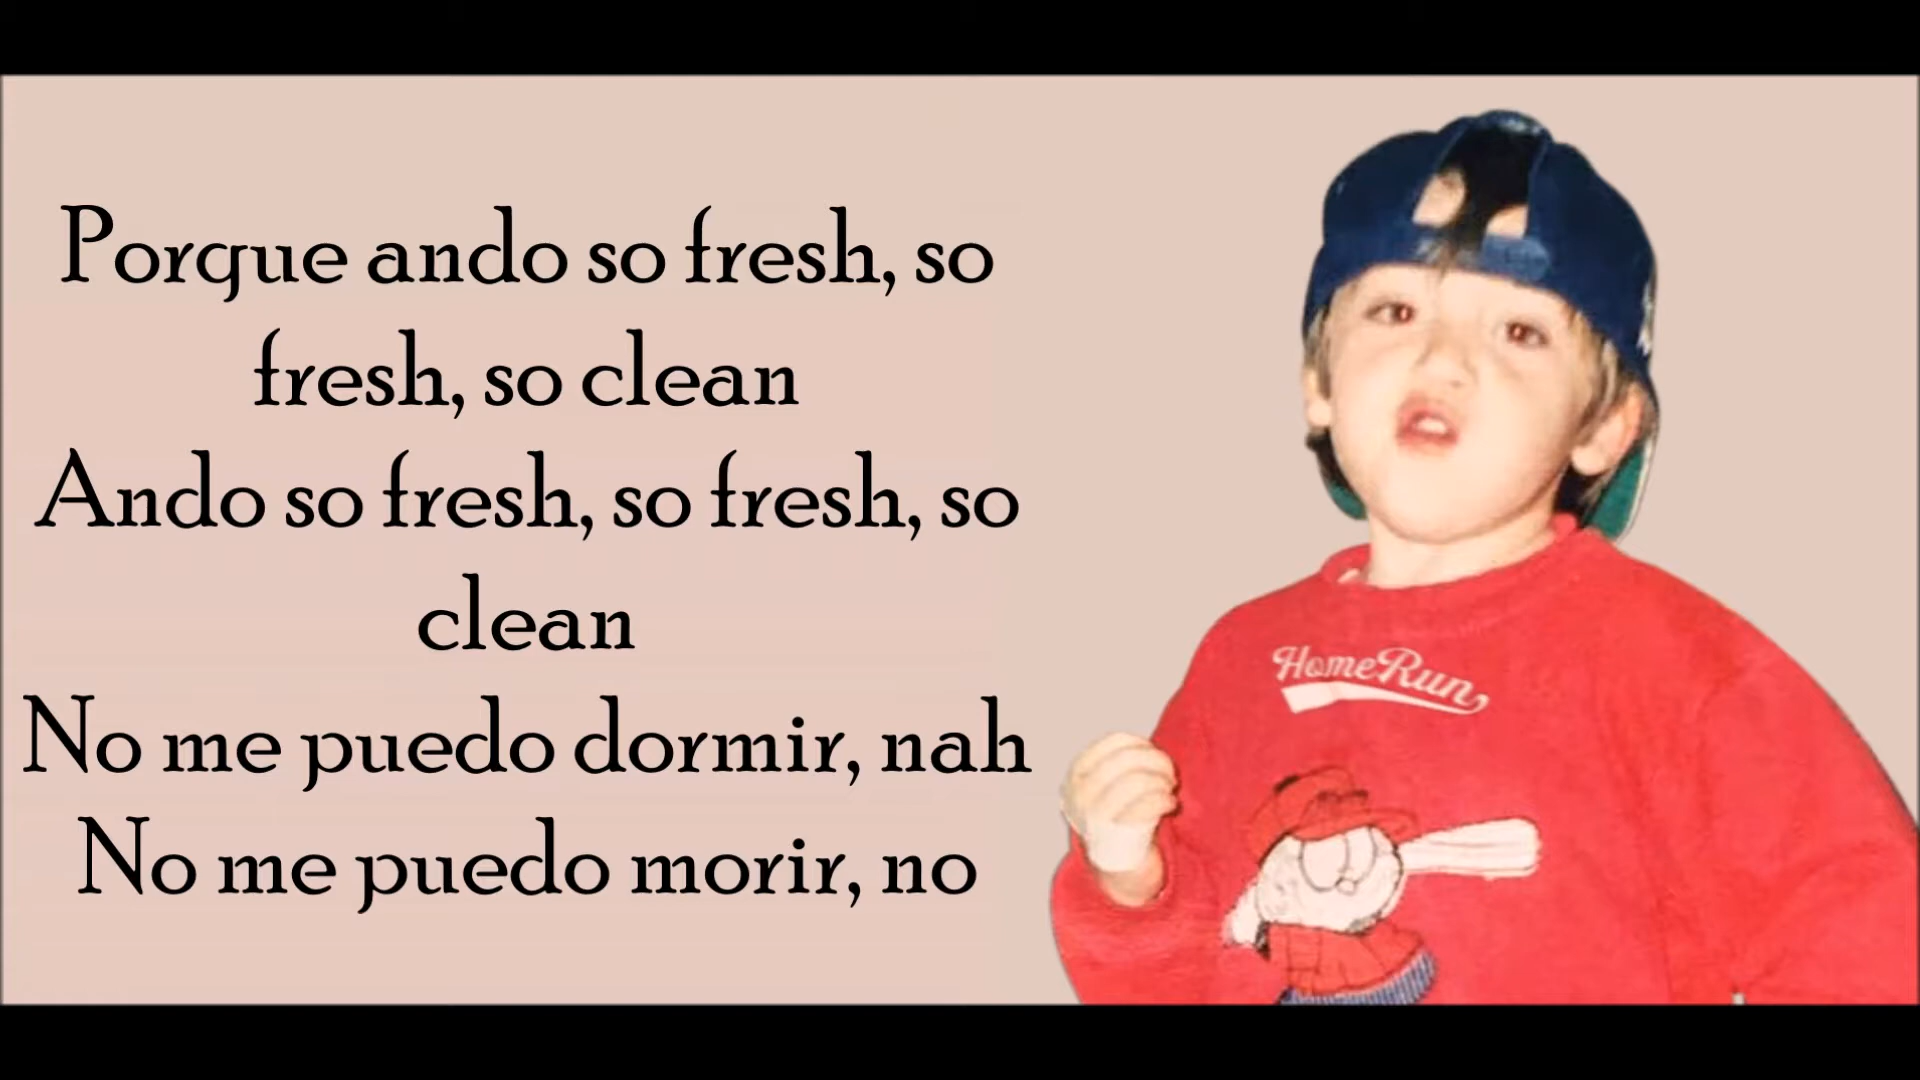 Porque ando so fresh, so
fresh, so clean
Ando so fresh, so fresh, so
clean
No me puedo dormir, nah
No me puedo morir, no
HomeRun